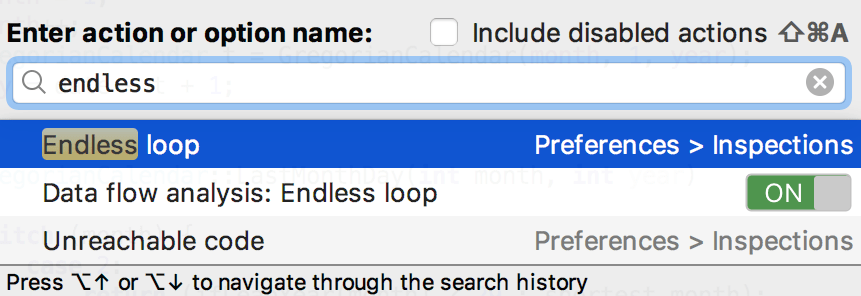 Enter action or option name: Include disabled actions ⇧⌘A
endless
Endless loop Preferences > Inspections
Data flow analysis: Endless loop ON
Unreachable code Preferences > Inspections
Press ⌥↑ or ⌥↓ to navigate through the search history